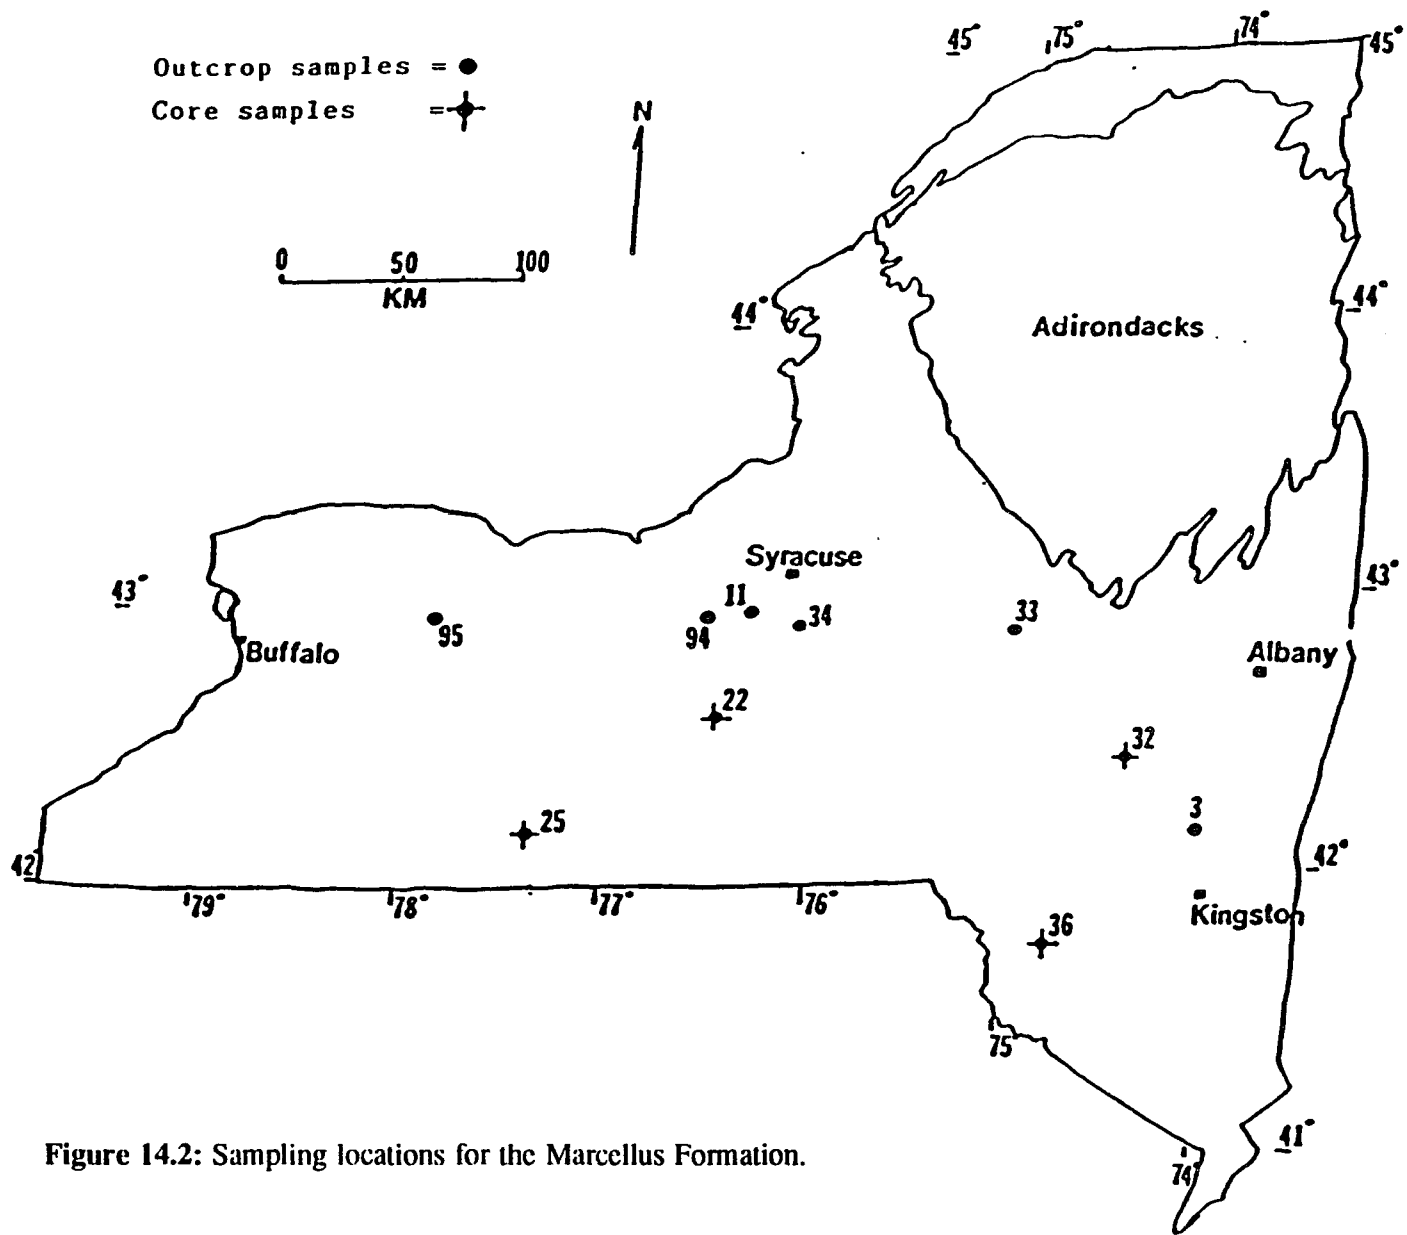 45° 75° 74° 45°
Outcrop samples =
Core samples =
N
0 50 100
KM
44° 44°
Adirondacks
Syracuse
43° 43°
11
33
34
95 94
Buffalo
Albany
22
32
3
25
42 42°
79° 78° 77° 76°
Kingston
36
75
41°
74
Figure 14.2: Sampling locations for the Marcellus Formation.